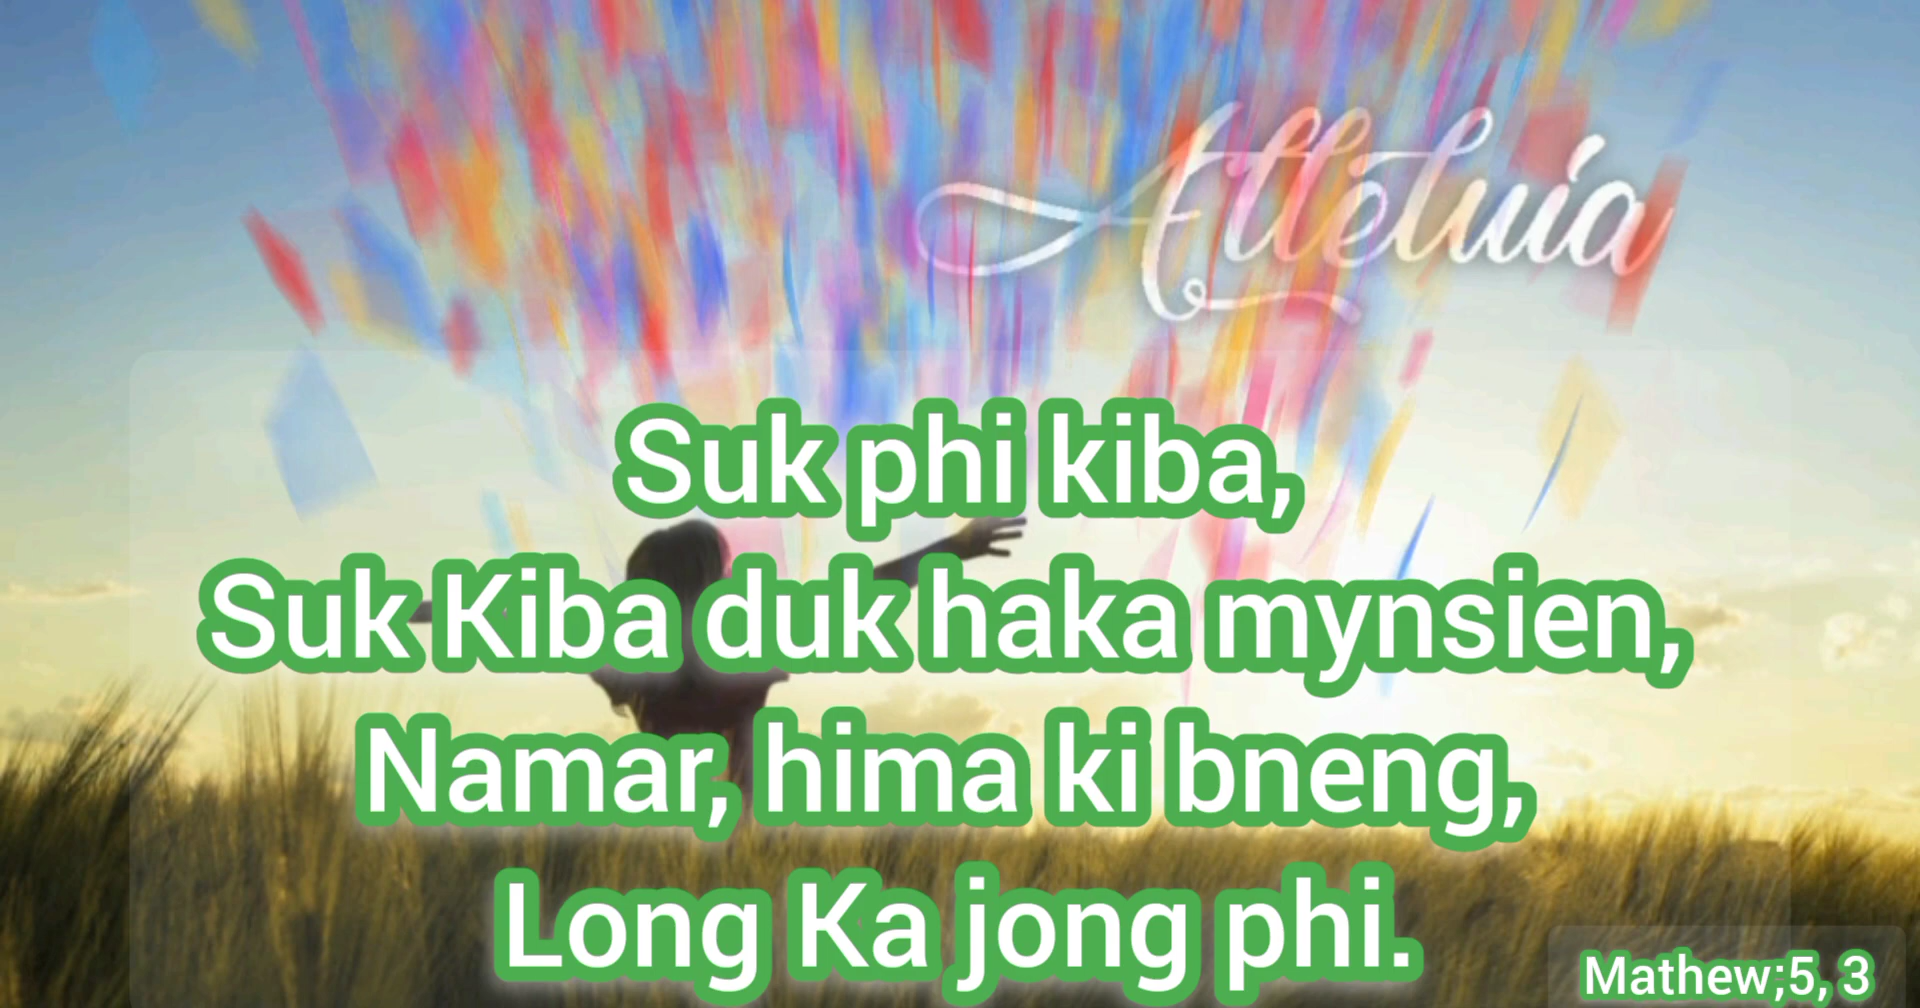 Alleluia
Suk phi kiba,
Suk Kiba duk haka mynsien,
Namar, hima ki bneng,
Long Ka jong phi.
Mathew;5, 3